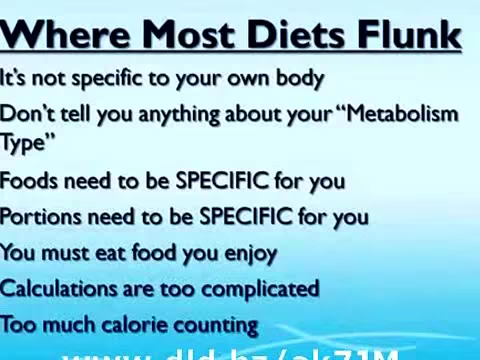 Where Most Diets Flunk
It's not specific to your own body
Don't tell you anything about your “Metabolism
Type”
Foods need to be SPECIFIC for you
Portions need to be SPECIFIC for you
You must eat food you enjoy
Calculations are too complicated
Too much calorie counting